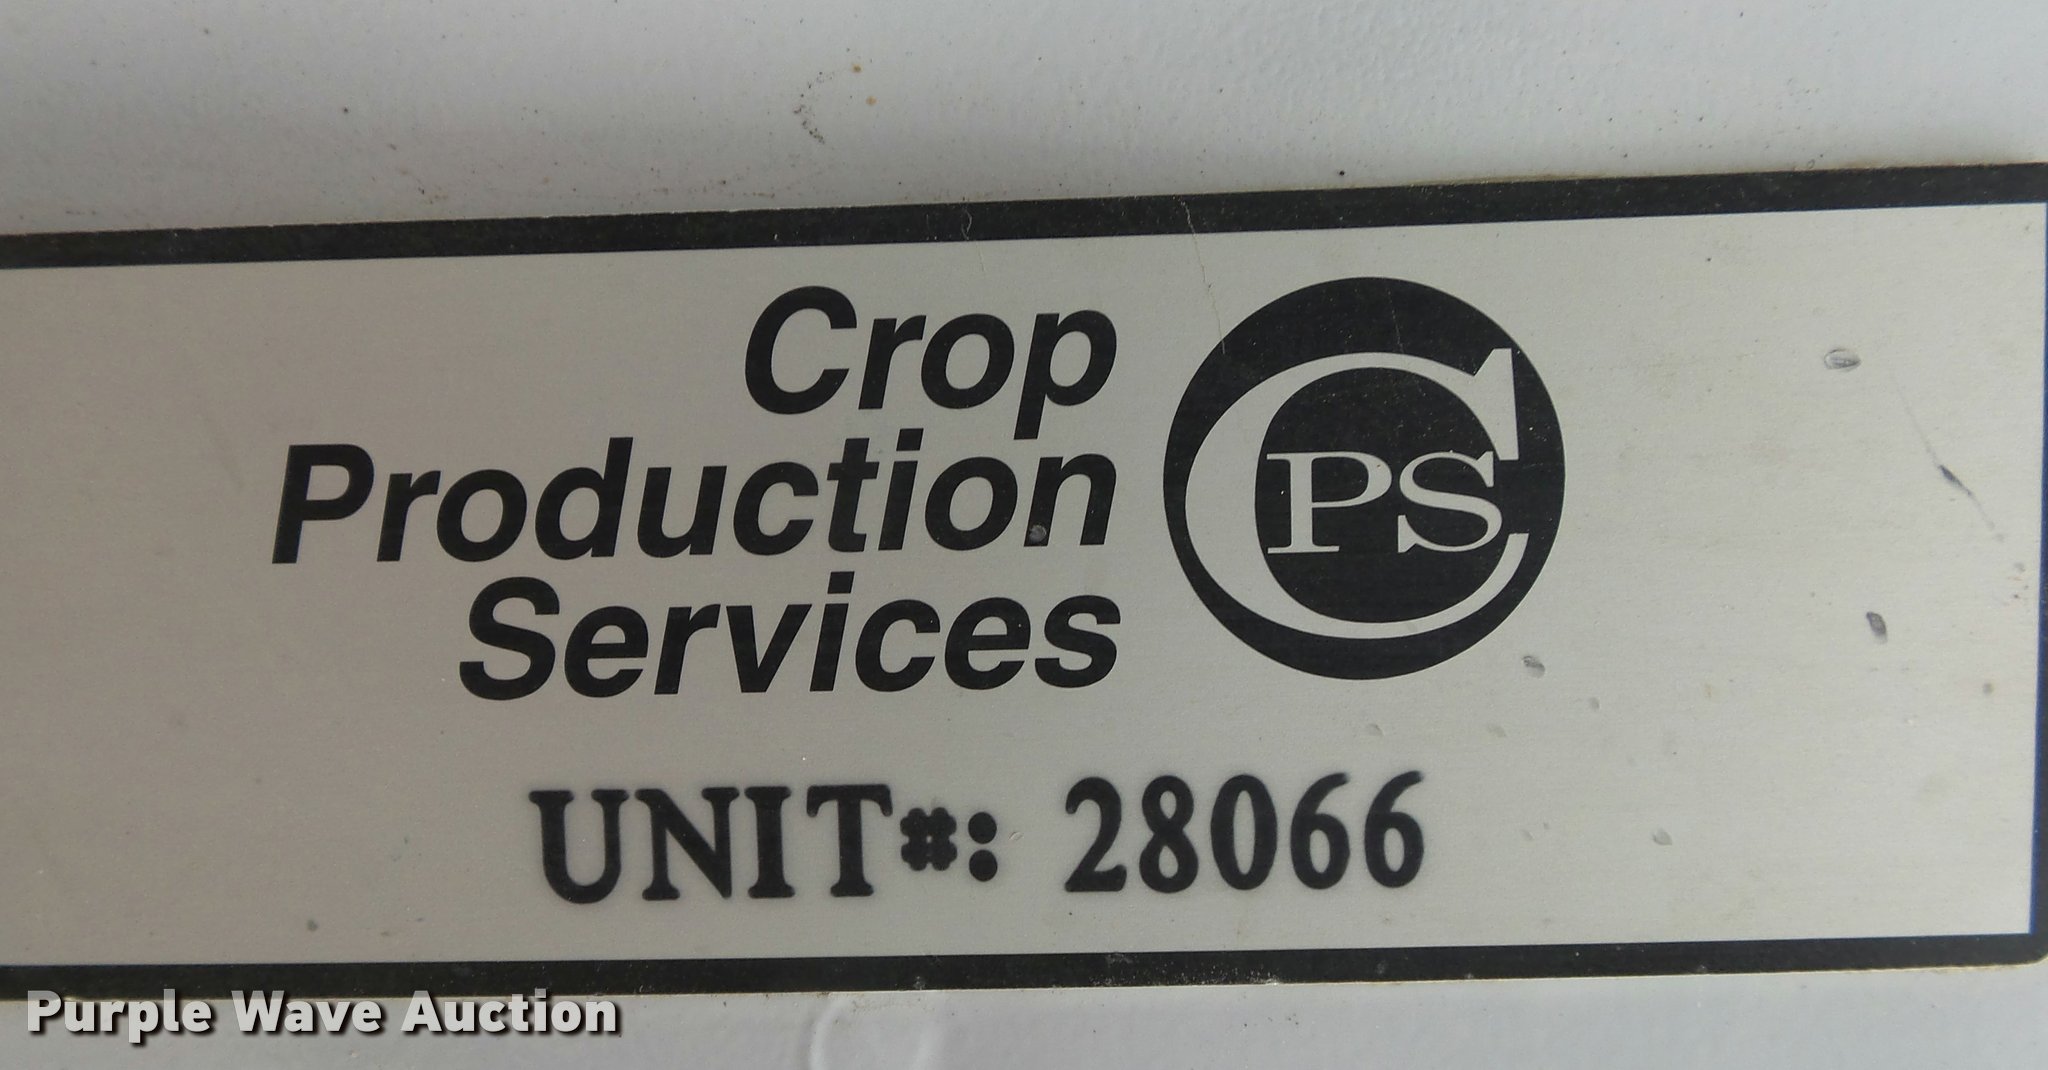 Crop
Production
Services
CPS
UNIT#: 28066
Purple Wave Auction